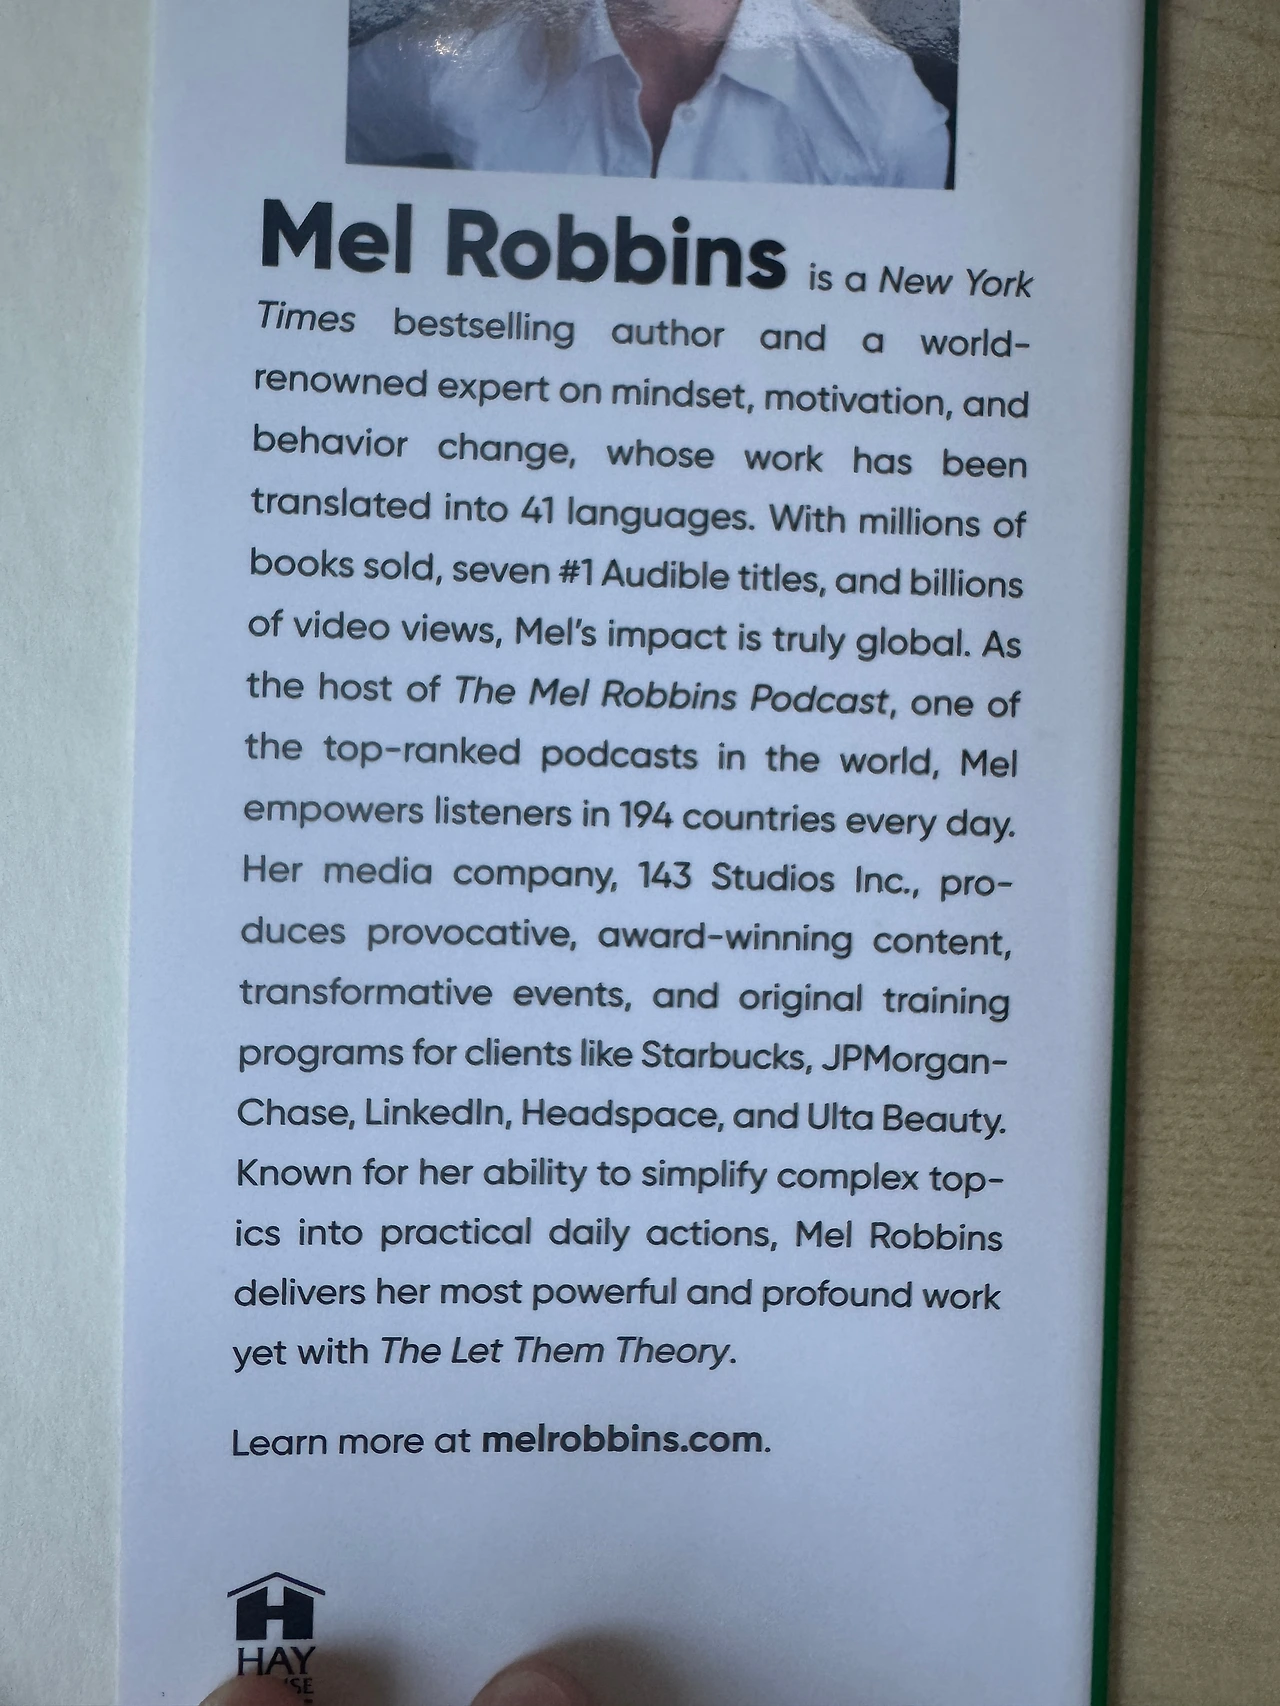 Mel Robbins is a New York
Times bestselling author and a world-
renowned expert on mindset, motivation, and
behavior change, whose work has been
translated into 41 languages. With millions of
books sold, seven #1 Audible titles, and billions
of video views, Mel's impact is truly global. As
the host of The Mel Robbins Podcast, one of
the top-ranked podcasts in the world, Mel
empowers listeners in 194 countries every day.
Her media company, 143 Studios Inc., pro-
duces provocative, award-winning content,
transformative events, and original training
programs for clients like Starbucks, JPMorgan-
Chase, LinkedIn, Headspace, and Ulta Beauty.
Known for her ability to simplify complex top-
ics into practical daily actions, Mel Robbins
delivers her most powerful and profound work
yet with The Let Them Theory.
Learn more at melrobbins.com.
HAY